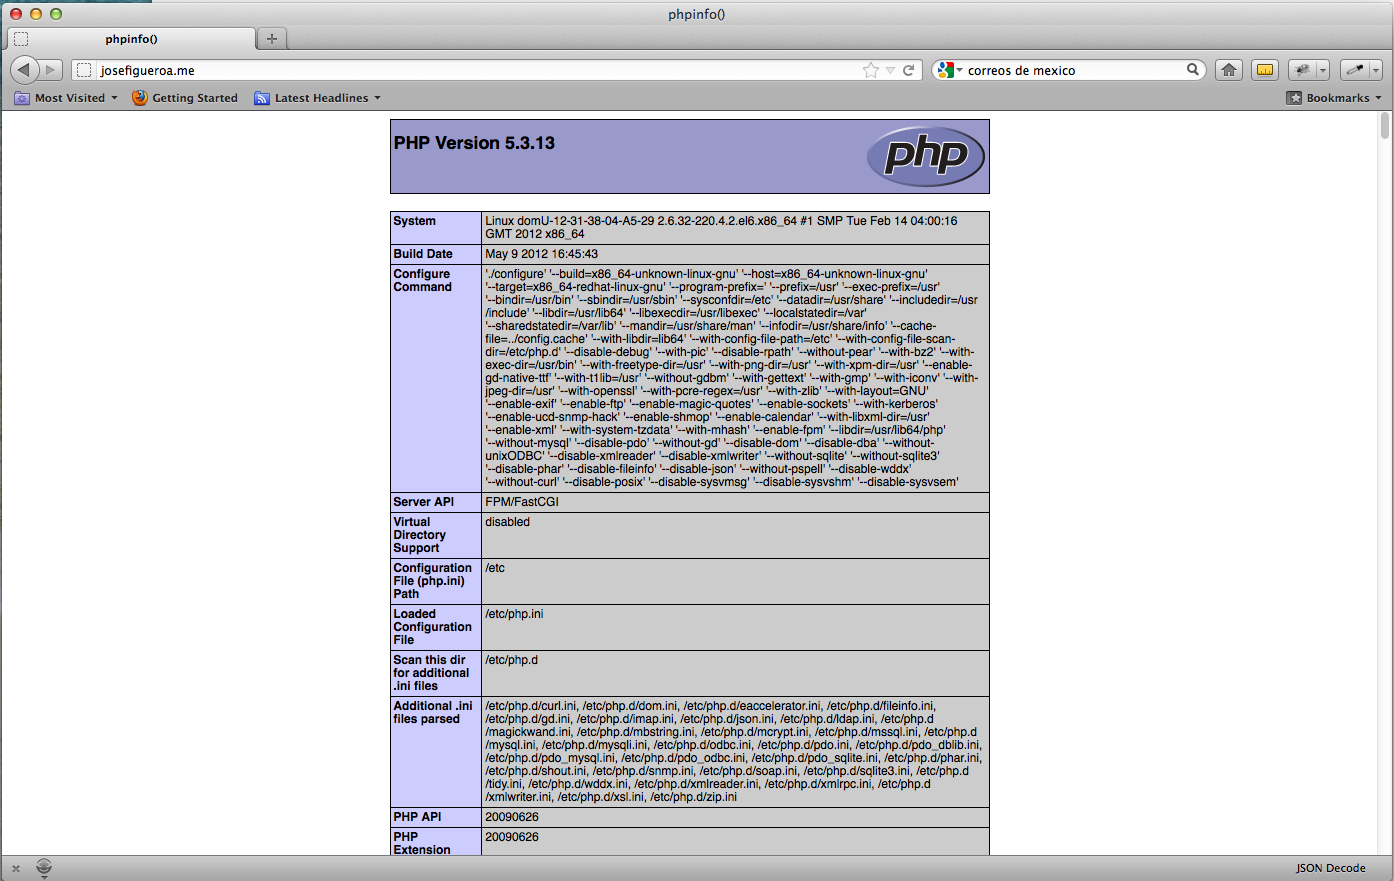 phpinfo()
phpinfo()
josefigueroa.me
correos de mexico
Most Visited
Getting Started
Latest Headlines
Bookmarks
PHP Version 5.3.13
php
System
Linux domU-12-31-38-04-A5-29 2.6.32-220.4.2.el6.x86_64 #1 SMP Tue Feb 14 04:00:16
GMT 2012 x86_64
Build Date
May 9 2012 16:45:43
Configure
Command
'./configure' '--build=x86_64-unknown-linux-gnu' '--host=x86_64-unknown-linux-gnu'
'--target=x86_64-redhat-linux-gnu' '--program-prefix=' '--prefix=/usr' '--exec-prefix=/usr'
'--bindir=/usr/bin' '--sbindir=/usr/sbin' '--sysconfdir=/etc' '--datadir=/usr/share' '--includedir=/usr
/include' '--libdir=/usr/lib64' '--libexecdir=/usr/libexec' '--localstatedir=/var'
'--sharedstatedir=/var/lib' '--mandir=/usr/share/man' '--infodir=/usr/share/info' '--cache-
file=../config.cache' '--with-libdir=lib64' '--with-config-file-path=/etc' '--with-config-file-scan-
dir=/etc/php.d' '--disable-debug' '--with-pic' '--disable-rpath' '--without-pear' '--with-bz2' '--with-
exec-dir=/usr/bin' '--with-freetype-dir=/usr' '--with-png-dir=/usr' '--with-xpm-dir=/usr' '--enable-
gd-native-ttf' '--with-t1lib=/usr' '--without-gdbm' '--with-gettext' '--with-gmp' '--with-iconv' '--with-
jpeg-dir=/usr' '--with-openssl' '--with-pcre-regex=/usr' '--with-zlib' '--with-layout=GNU'
'--enable-exif' '--enable-ftp' '--enable-magic-quotes' '--enable-sockets' '--with-kerberos'
'--enable-ucd-snmp-hack' '--enable-shmop' '--enable-calendar' '--with-libxml-dir=/usr'
'--enable-xml' '--with-system-tzdata' '--with-mhash' '--enable-fpm' '--libdir=/usr/lib64/php'
'--without-mysql' '--disable-pdo' '--without-gd' '--disable-dom' '--disable-dba' '--without-
unixODBC' '--disable-xmlreader' '--disable-xmlwriter' '--without-sqlite' '--without-sqlite3'
'--disable-phar' '--disable-fileinfo' '--disable-json' '--without-pspell' '--disable-wddx'
'--without-curl' '--disable-posix' '--disable-sysvmsg' '--disable-sysvshm' '--disable-sysvsem'
Server API
FPM/FastCGI
Virtual
Directory
Support
disabled
Configuration
File (php.ini)
Path
/etc
Loaded
Configuration
File
/etc/php.ini
Scan this dir
for additional
.ini files
/etc/php.d
Additional .ini
files parsed
/etc/php.d/curl.ini, /etc/php.d/dom.ini, /etc/php.d/eaccelerator.ini, /etc/php.d/fileinfo.ini,
/etc/php.d/gd.ini, /etc/php.d/imap.ini, /etc/php.d/json.ini, /etc/php.d/ldap.ini, /etc/php.d
/magickwand.ini, /etc/php.d/mbstring.ini, /etc/php.d/mcrypt.ini, /etc/php.d/mssql.ini, /etc/php.d
/mysql.ini, /etc/php.d/mysqli.ini, /etc/php.d/odbc.ini, /etc/php.d/pdo.ini, /etc/php.d/pdo_dblib.ini,
/etc/php.d/pdo_mysql.ini, /etc/php.d/pdo_odbc.ini, /etc/php.d/pdo_sqlite.ini, /etc/php.d/phar.ini,
/etc/php.d/shout.ini, /etc/php.d/snmp.ini, /etc/php.d/soap.ini, /etc/php.d/sqlite3.ini, /etc/php.d
/tidy.ini, /etc/php.d/wddx.ini, /etc/php.d/xmlreader.ini, /etc/php.d/xmlrpc.ini, /etc/php.d
/xmlwriter.ini, /etc/php.d/xsl.ini, /etc/php.d/zip.ini
PHP API
20090626
PHP
Extension
20090626
JSON Decode